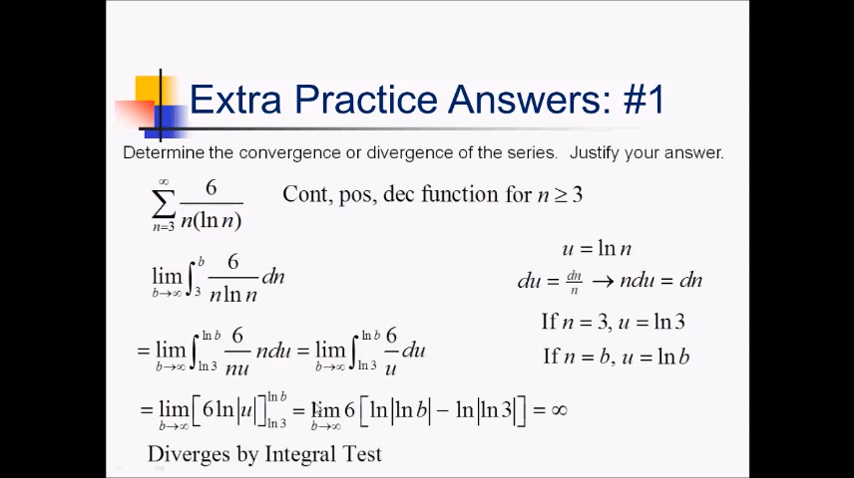 Extra Practice Answers: #1
Determine the convergence or divergence of the series. Justify your answer.
∑_{n=3}^{∞} 6/(n(ln n)) Cont, pos, dec function for n ≥ 3
u = ln n
lim_{b→∞} ∫_3^b 6/(n ln n) dn
du = dn/n → ndu = dn
If n = 3, u = ln 3
= lim_{b→∞} ∫_{ln 3}^{ln b} 6/(nu) ndu = lim_{b→∞} ∫_{ln 3}^{ln b} 6/u du
If n = b, u = ln b
= lim_{b→∞} [6 ln|u|]_{ln 3}^{ln b} = lim_{b→∞} 6[ln|ln b| − ln|ln 3|] = ∞
Diverges by Integral Test